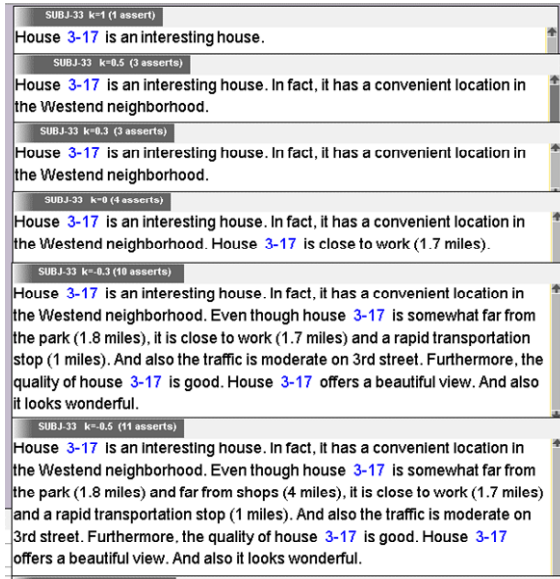 SUBJ-33 k=1 (1 assert)
House 3-17 is an interesting house.
SUBJ-33 k=0.5 (3 asserts)
House 3-17 is an interesting house. In fact, it has a convenient location in
the Westend neighborhood.
SUBJ-33 k=0.3 (3 asserts)
House 3-17 is an interesting house. In fact, it has a convenient location in
the Westend neighborhood.
SUBJ-33 k=0 (4 asserts)
House 3-17 is an interesting house. In fact, it has a convenient location in
the Westend neighborhood. House 3-17 is close to work (1.7 miles).
SUBJ-33 k=-0.3 (10 asserts)
House 3-17 is an interesting house. In fact, it has a convenient location in
the Westend neighborhood. Even though house 3-17 is somewhat far from
the park (1.8 miles), it is close to work (1.7 miles) and a rapid transportation
stop (1 miles). And also the traffic is moderate on 3rd street. Furthermore, the
quality of house 3-17 is good. House 3-17 offers a beautiful view. And also
it looks wonderful.
SUBJ-33 k=-0.5 (11 asserts)
House 3-17 is an interesting house. In fact, it has a convenient location in
the Westend neighborhood. Even though house 3-17 is somewhat far from
the park (1.8 miles) and far from shops (4 miles), it is close to work (1.7 miles)
and a rapid transportation stop (1 miles). And also the traffic is moderate on
3rd street. Furthermore, the quality of house 3-17 is good. House 3-17
offers a beautiful view. And also it looks wonderful.